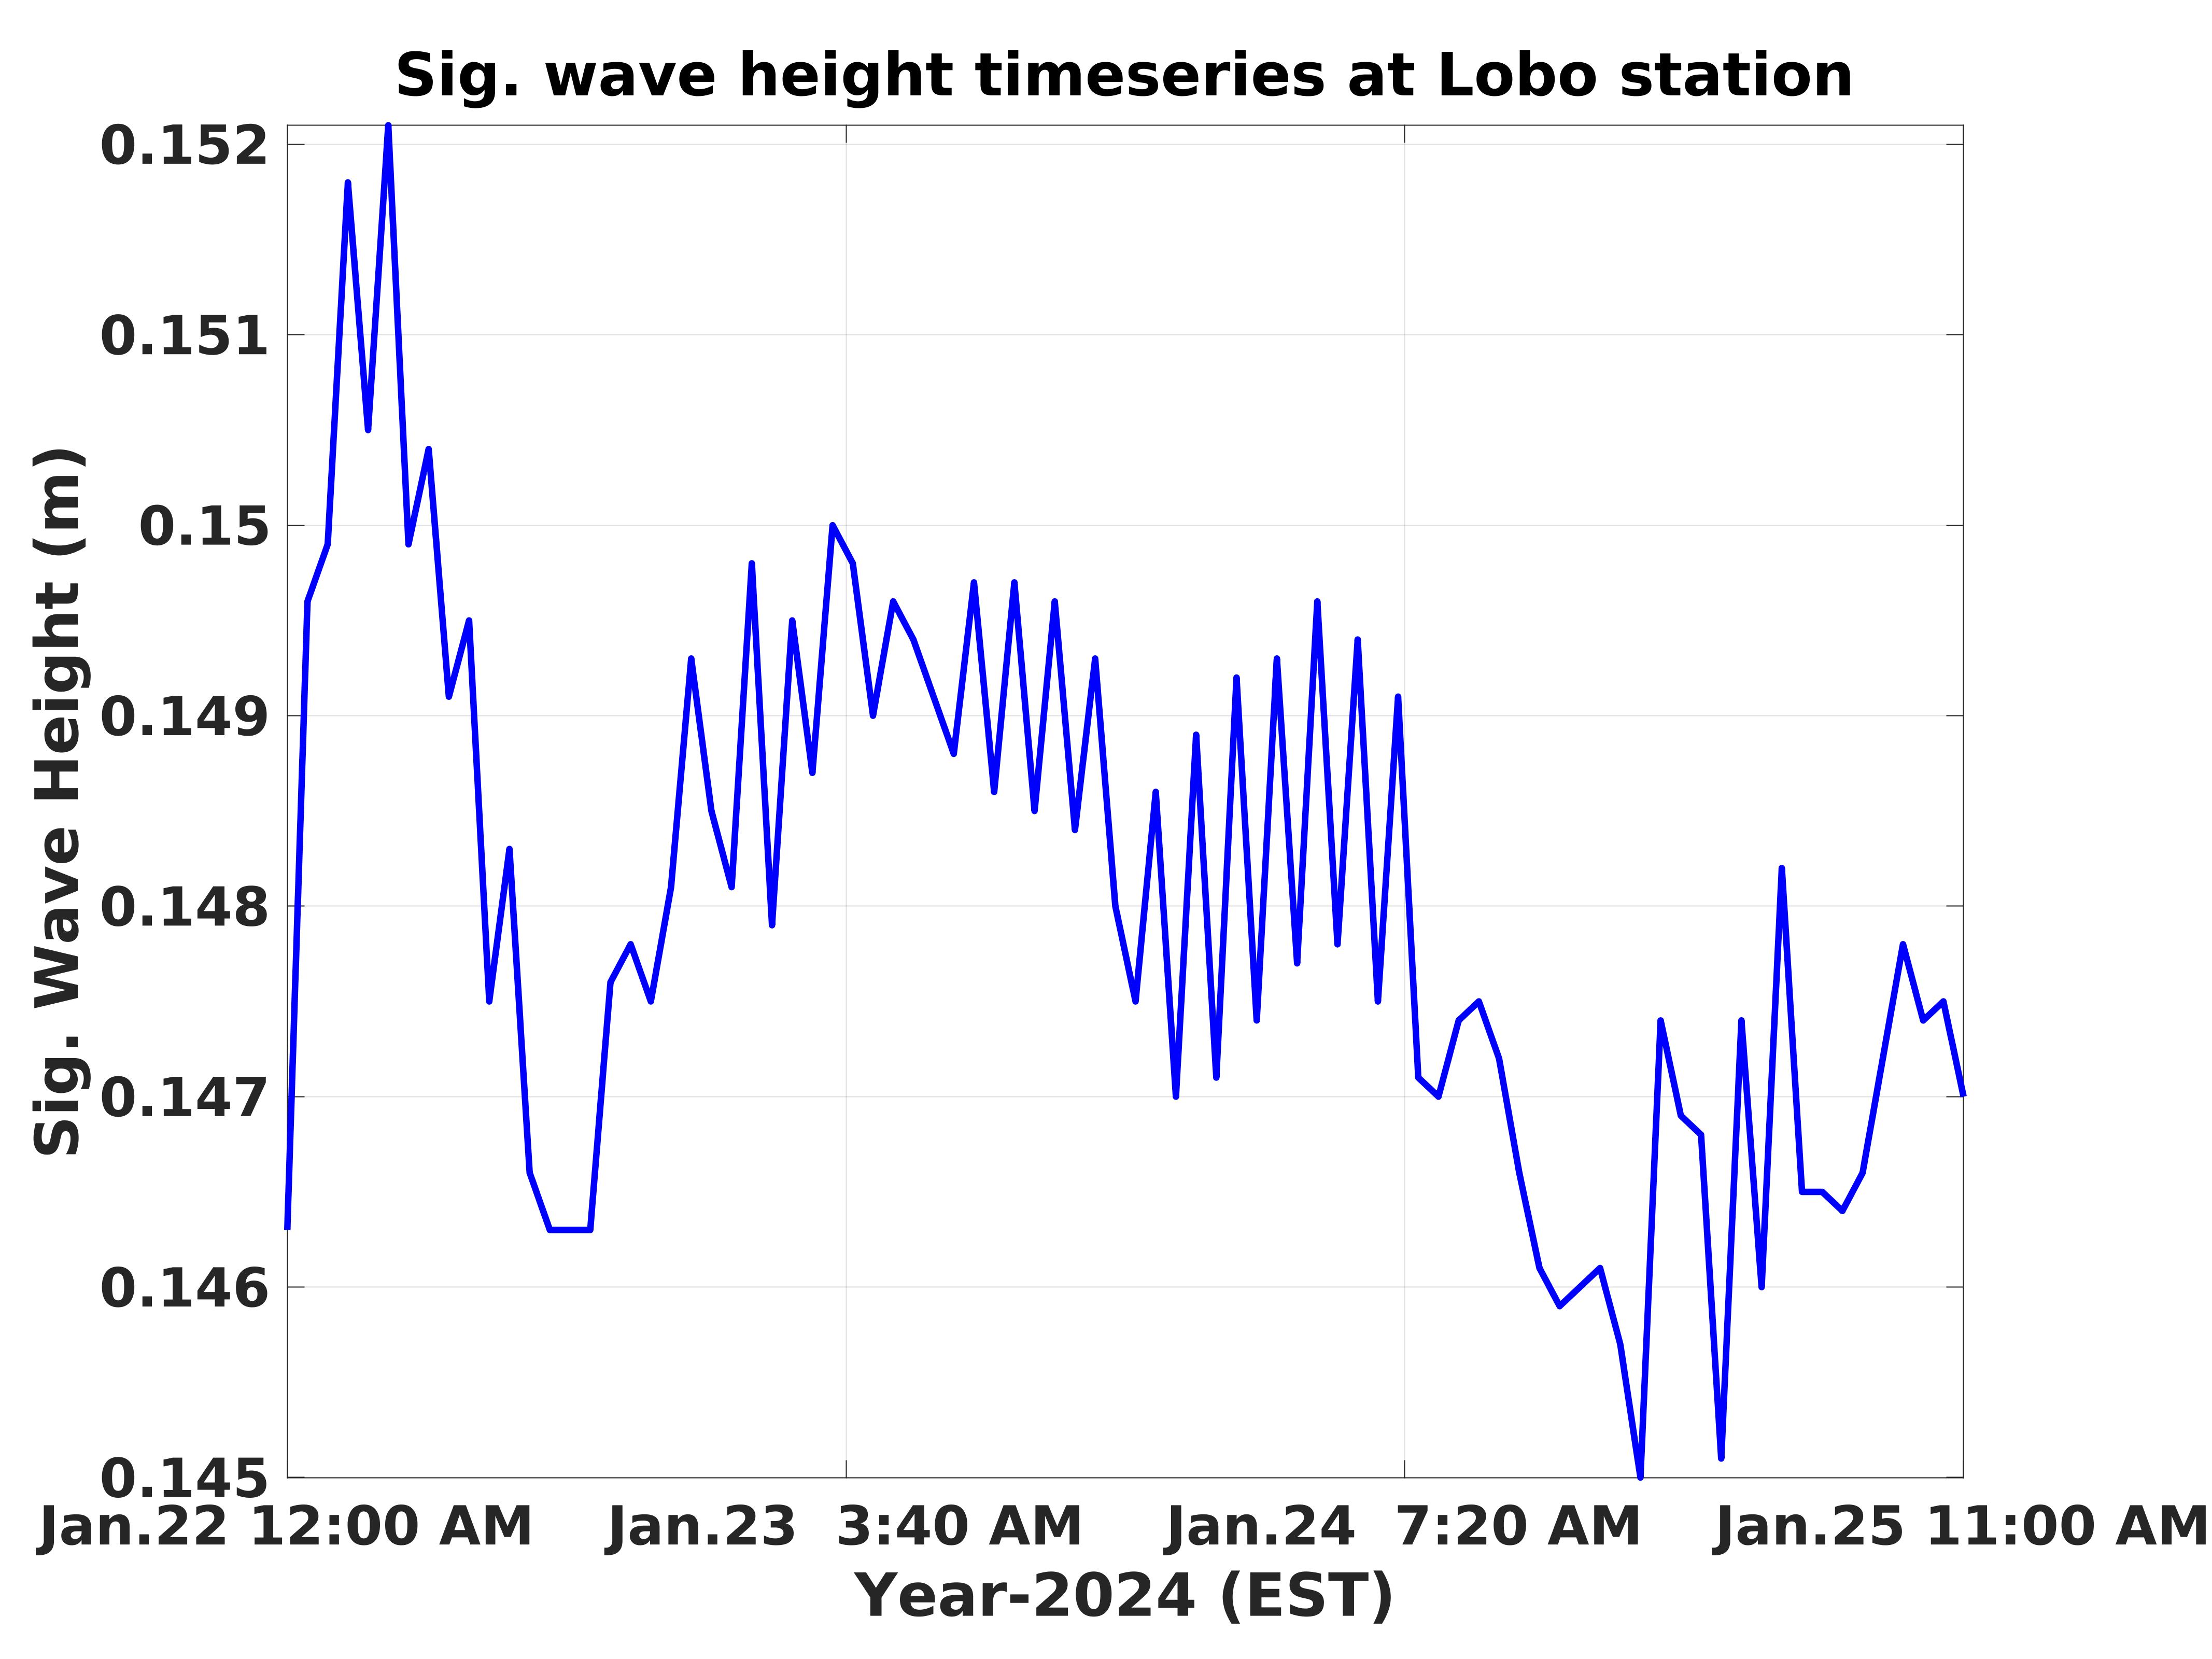 Sig. wave height timeseries at Lobo station
0.152
0.151
0.15
0.149
0.148
0.147
0.146
0.145
Sig. Wave Height (m)
Jan.22 12:00 AM Jan.23 3:40 AM Jan.24 7:20 AM Jan.25 11:00 AM
Year-2024 (EST)